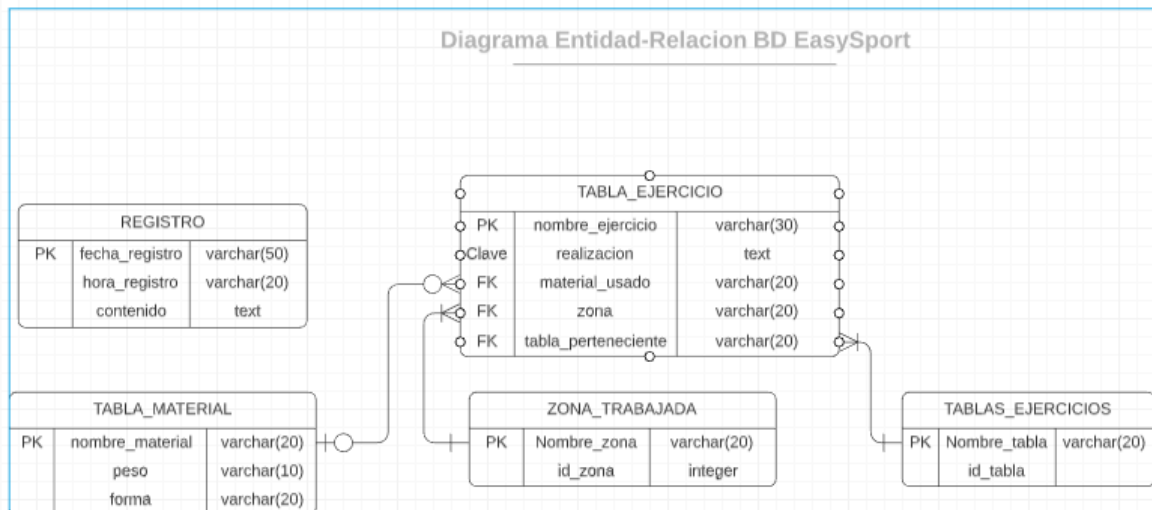 Diagrama Entidad-Relacion BD EasySport
TABLA_EJERCICIO
PK nombre_ejercicio varchar(30)
Clave realizacion text
FK material_usado varchar(20)
FK zona varchar(20)
FK tabla_perteneciente varchar(20)
REGISTRO
PK fecha_registro varchar(50)
hora_registro varchar(20)
contenido text
TABLA_MATERIAL
PK nombre_material varchar(20)
peso varchar(10)
forma varchar(20)
ZONA_TRABAJADA
PK Nombre_zona varchar(20)
id_zona integer
TABLAS_EJERCICIOS
PK Nombre_tabla varchar(20)
id_tabla